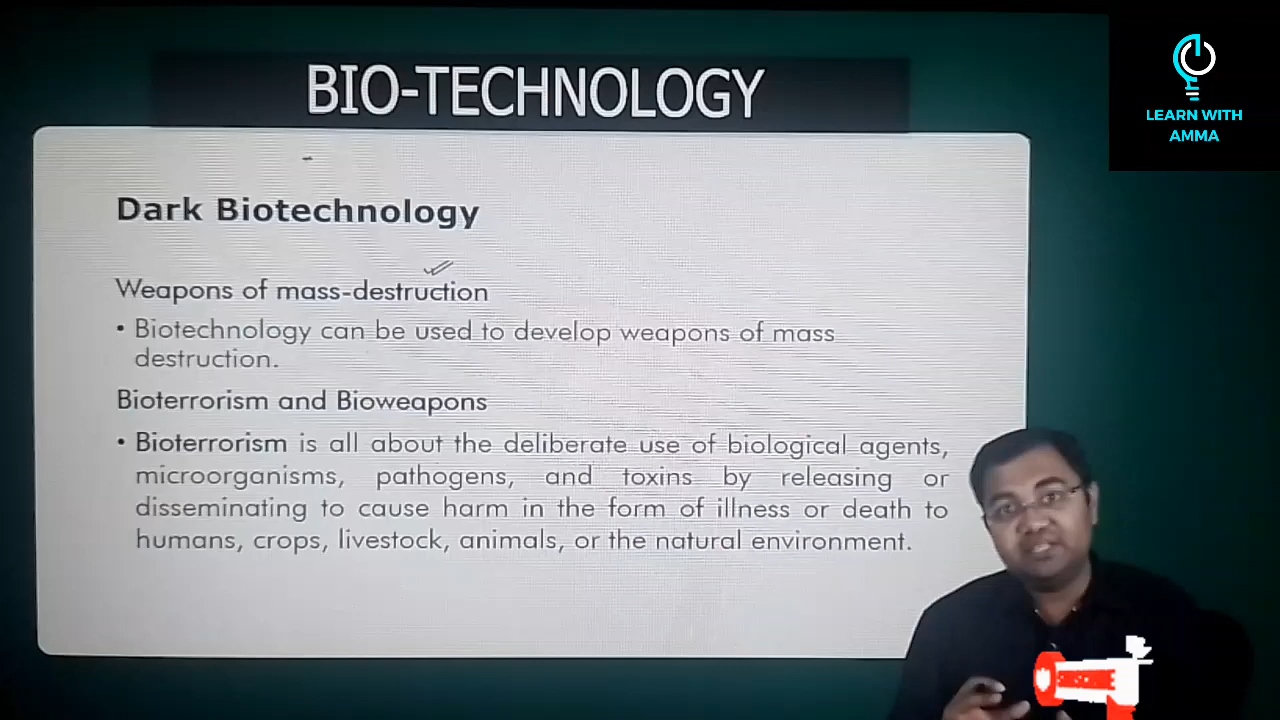 BIO-TECHNOLOGY
LEARN WITH
AMMA
Dark Biotechnology
Weapons of mass-destruction
• Biotechnology can be used to develop weapons of mass
destruction.
Bioterrorism and Bioweapons
• Bioterrorism is all about the deliberate use of biological agents,
microorganisms, pathogens, and toxins by releasing or
disseminating to cause harm in the form of illness or death to
humans, crops, livestock, animals, or the natural environment.